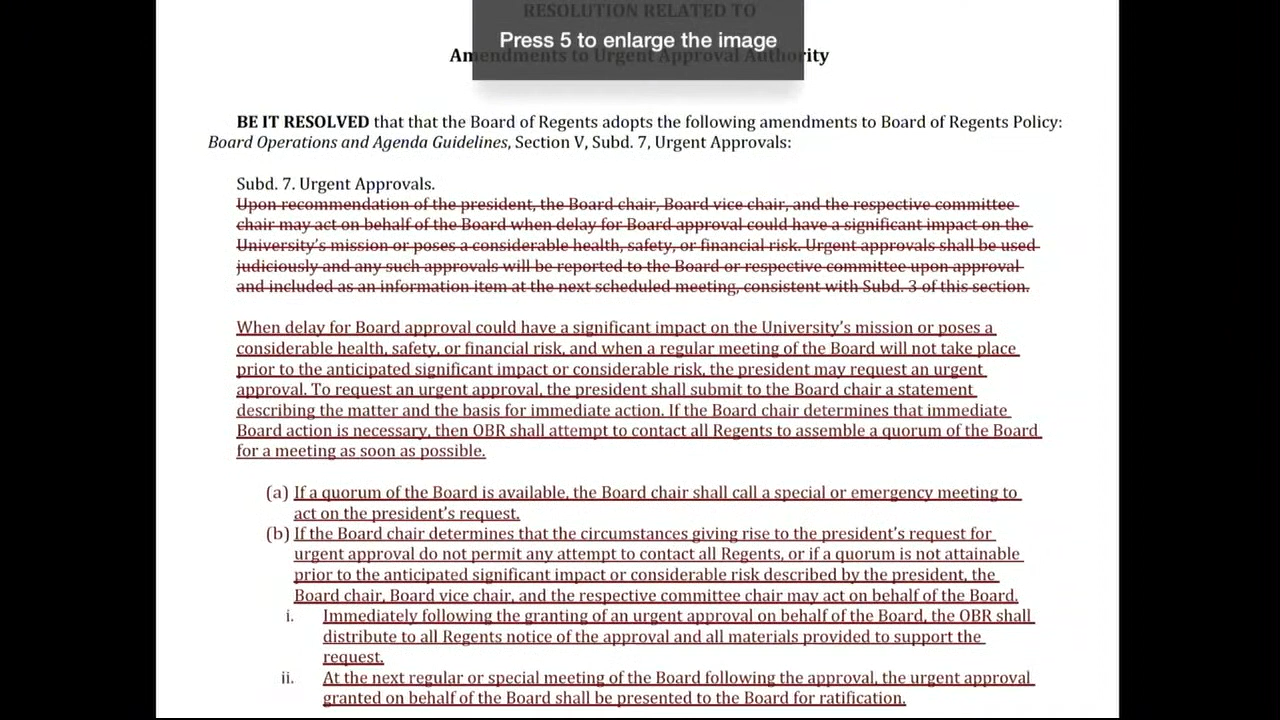 RESOLUTION RELATED TO
Press 5 to enlarge the image
Amendments to Urgent Approval Authority
BE IT RESOLVED that that the Board of Regents adopts the following amendments to Board of Regents Policy:
Board Operations and Agenda Guidelines, Section V, Subd. 7, Urgent Approvals:
Subd. 7. Urgent Approvals.
Upon recommendation of the president, the Board chair, Board vice chair, and the respective committee
chair may act on behalf of the Board when delay for Board approval could have a significant impact on the
University's mission or poses a considerable health, safety, or financial risk. Urgent approvals shall be used
judiciously and any such approvals will be reported to the Board or respective committee upon approval
and included as an information item at the next scheduled meeting, consistent with Subd. 3 of this section.
When delay for Board approval could have a significant impact on the University's mission or poses a
considerable health, safety, or financial risk, and when a regular meeting of the Board will not take place
prior to the anticipated significant impact or considerable risk, the president may request an urgent
approval. To request an urgent approval, the president shall submit to the Board chair a statement
describing the matter and the basis for immediate action. If the Board chair determines that immediate
Board action is necessary, then OBR shall attempt to contact all Regents to assemble a quorum of the Board
for a meeting as soon as possible.
(a) If a quorum of the Board is available, the Board chair shall call a special or emergency meeting to
act on the president's request.
(b) If the Board chair determines that the circumstances giving rise to the president's request for
urgent approval do not permit any attempt to contact all Regents, or if a quorum is not attainable
prior to the anticipated significant impact or considerable risk described by the president, the
Board chair, Board vice chair, and the respective committee chair may act on behalf of the Board.
i. Immediately following the granting of an urgent approval on behalf of the Board, the OBR shall
distribute to all Regents notice of the approval and all materials provided to support the
request.
ii. At the next regular or special meeting of the Board following the approval, the urgent approval
granted on behalf of the Board shall be presented to the Board for ratification.